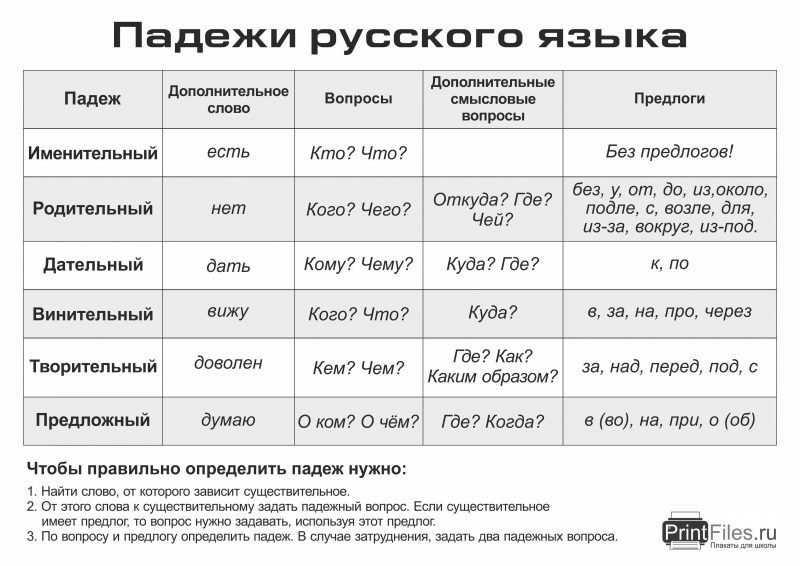 Падежи русского языка
Падеж
Дополнительное
слово
Вопросы
Дополнительные
смысловые
вопросы
Предлоги
Именительный
есть
Кто? Что?
Без предлогов!
Родительный
нет
Кого? Чего?
Откуда? Где?
Чей?
без, у, от, до, из,около,
подле, с, возле, для,
из-за, вокруг, из-под.
Дательный
дать
Кому? Чему?
Куда? Где?
к, по
Винительный
вижу
Кого? Что?
Куда?
в, за, на, про, через
Творительный
доволен
Кем? Чем?
Где? Как?
Каким образом?
за, над, перед, под, с
Предложный
думаю
О ком? О чём?
Где? Когда?
в (во), на, при, о (об)
Чтобы правильно определить падеж нужно:
1. Найти слово, от которого зависит существительное.
2. От этого слова к существительному задать падежный вопрос. Если существительное
имеет предлог, то вопрос нужно задавать, используя этот предлог.
3. По вопросу и предлогу определить падеж. В случае затруднения, задать два падежных вопроса.
PrintFiles.ru
Плакаты для школы